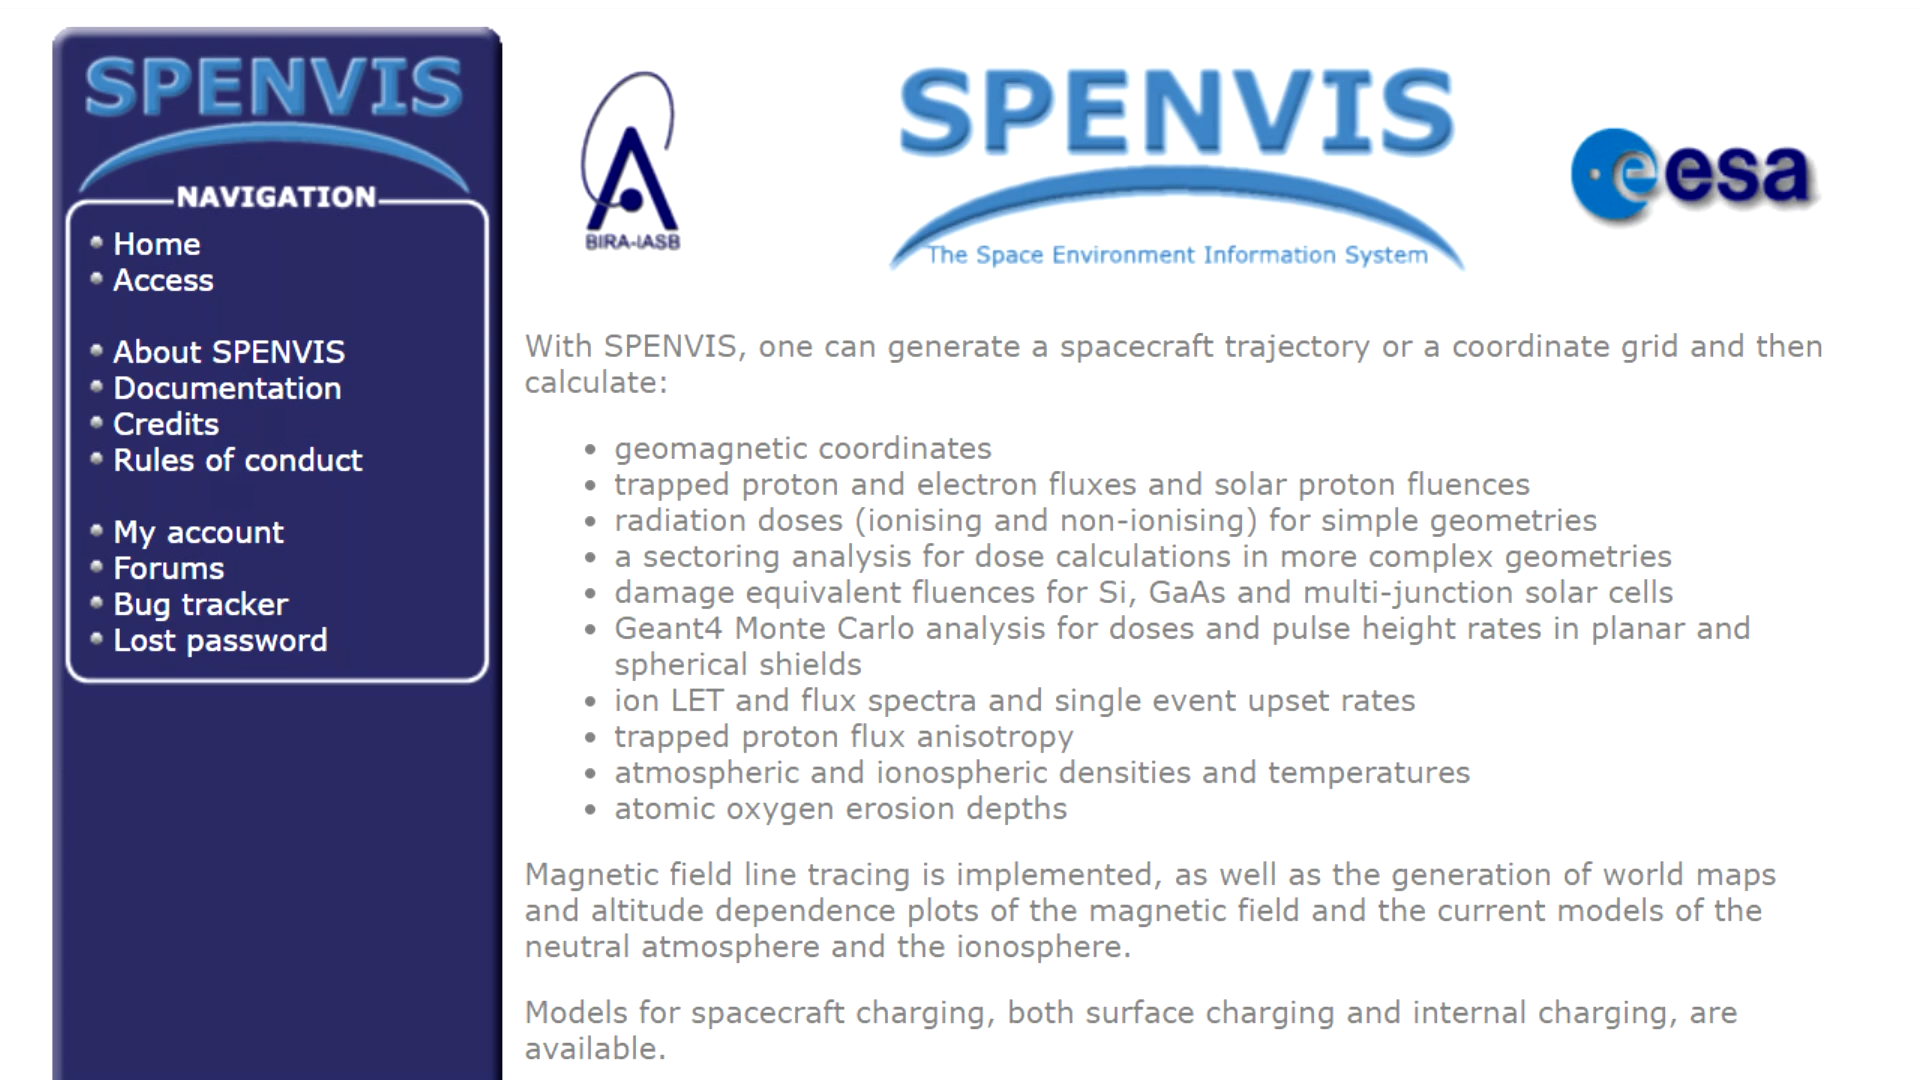 SPENVIS
NAVIGATION
Home
Access
About SPENVIS
Documentation
Credits
Rules of conduct
My account
Forums
Bug tracker
Lost password
BIRA-IASB
SPENVIS
The Space Environment Information System
esa
With SPENVIS, one can generate a spacecraft trajectory or a coordinate grid and then
calculate:
geomagnetic coordinates
trapped proton and electron fluxes and solar proton fluences
radiation doses (ionising and non-ionising) for simple geometries
a sectoring analysis for dose calculations in more complex geometries
damage equivalent fluences for Si, GaAs and multi-junction solar cells
Geant4 Monte Carlo analysis for doses and pulse height rates in planar and
spherical shields
ion LET and flux spectra and single event upset rates
trapped proton flux anisotropy
atmospheric and ionospheric densities and temperatures
atomic oxygen erosion depths
Magnetic field line tracing is implemented, as well as the generation of world maps
and altitude dependence plots of the magnetic field and the current models of the
neutral atmosphere and the ionosphere.
Models for spacecraft charging, both surface charging and internal charging, are
available.